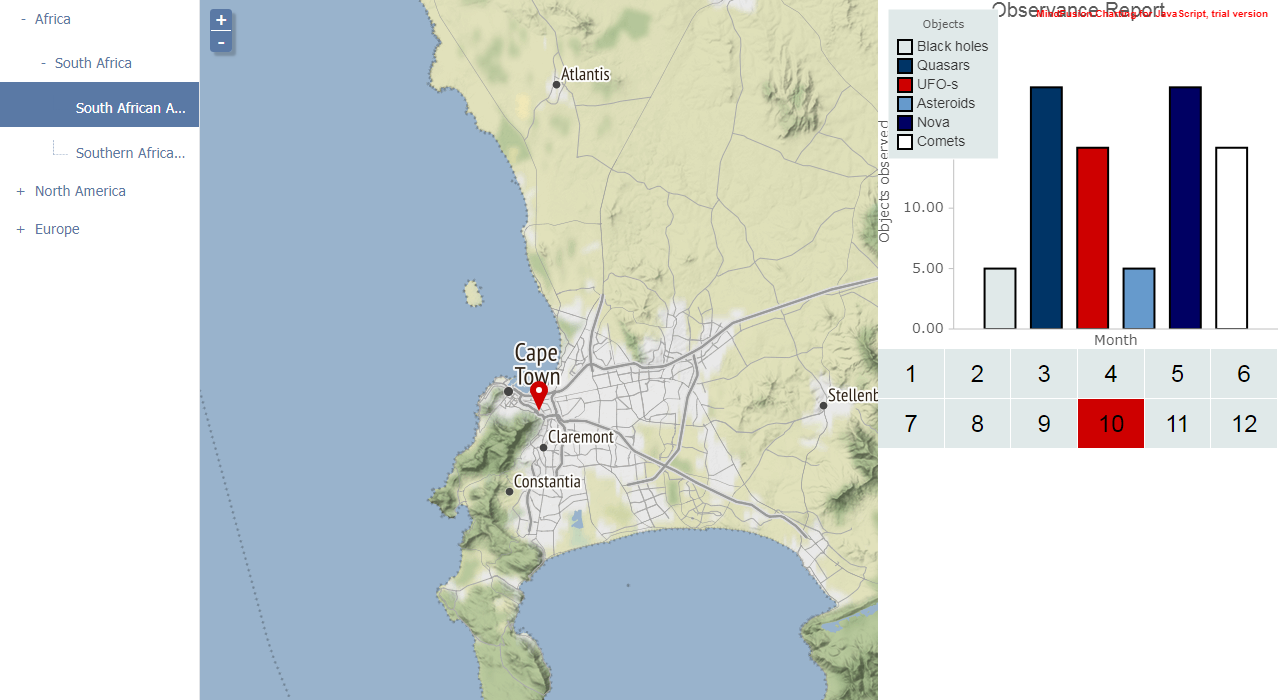 - Africa
- South Africa
South African A...
Southern Africa...
+ North America
+ Europe
+
-
Atlantis
Cape
Town
Stellenb
Claremont
Constantia
Observance Report
MindFusion Charting for JavaScript, trial version
Objects
Black holes
Quasars
UFO-s
Asteroids
Nova
Comets
Objects observed
10.00
5.00
0.00
Month
1 2 3 4 5 6
7 8 9 10 11 12